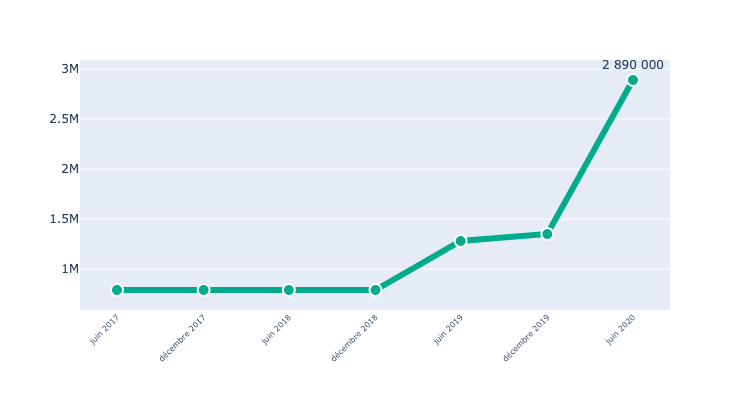 2 890 000
3M
2.5M
2M
1.5M
1M
juin 2017
décembre 2017
juin 2018
décembre 2018
juin 2019
décembre 2019
juin 2020